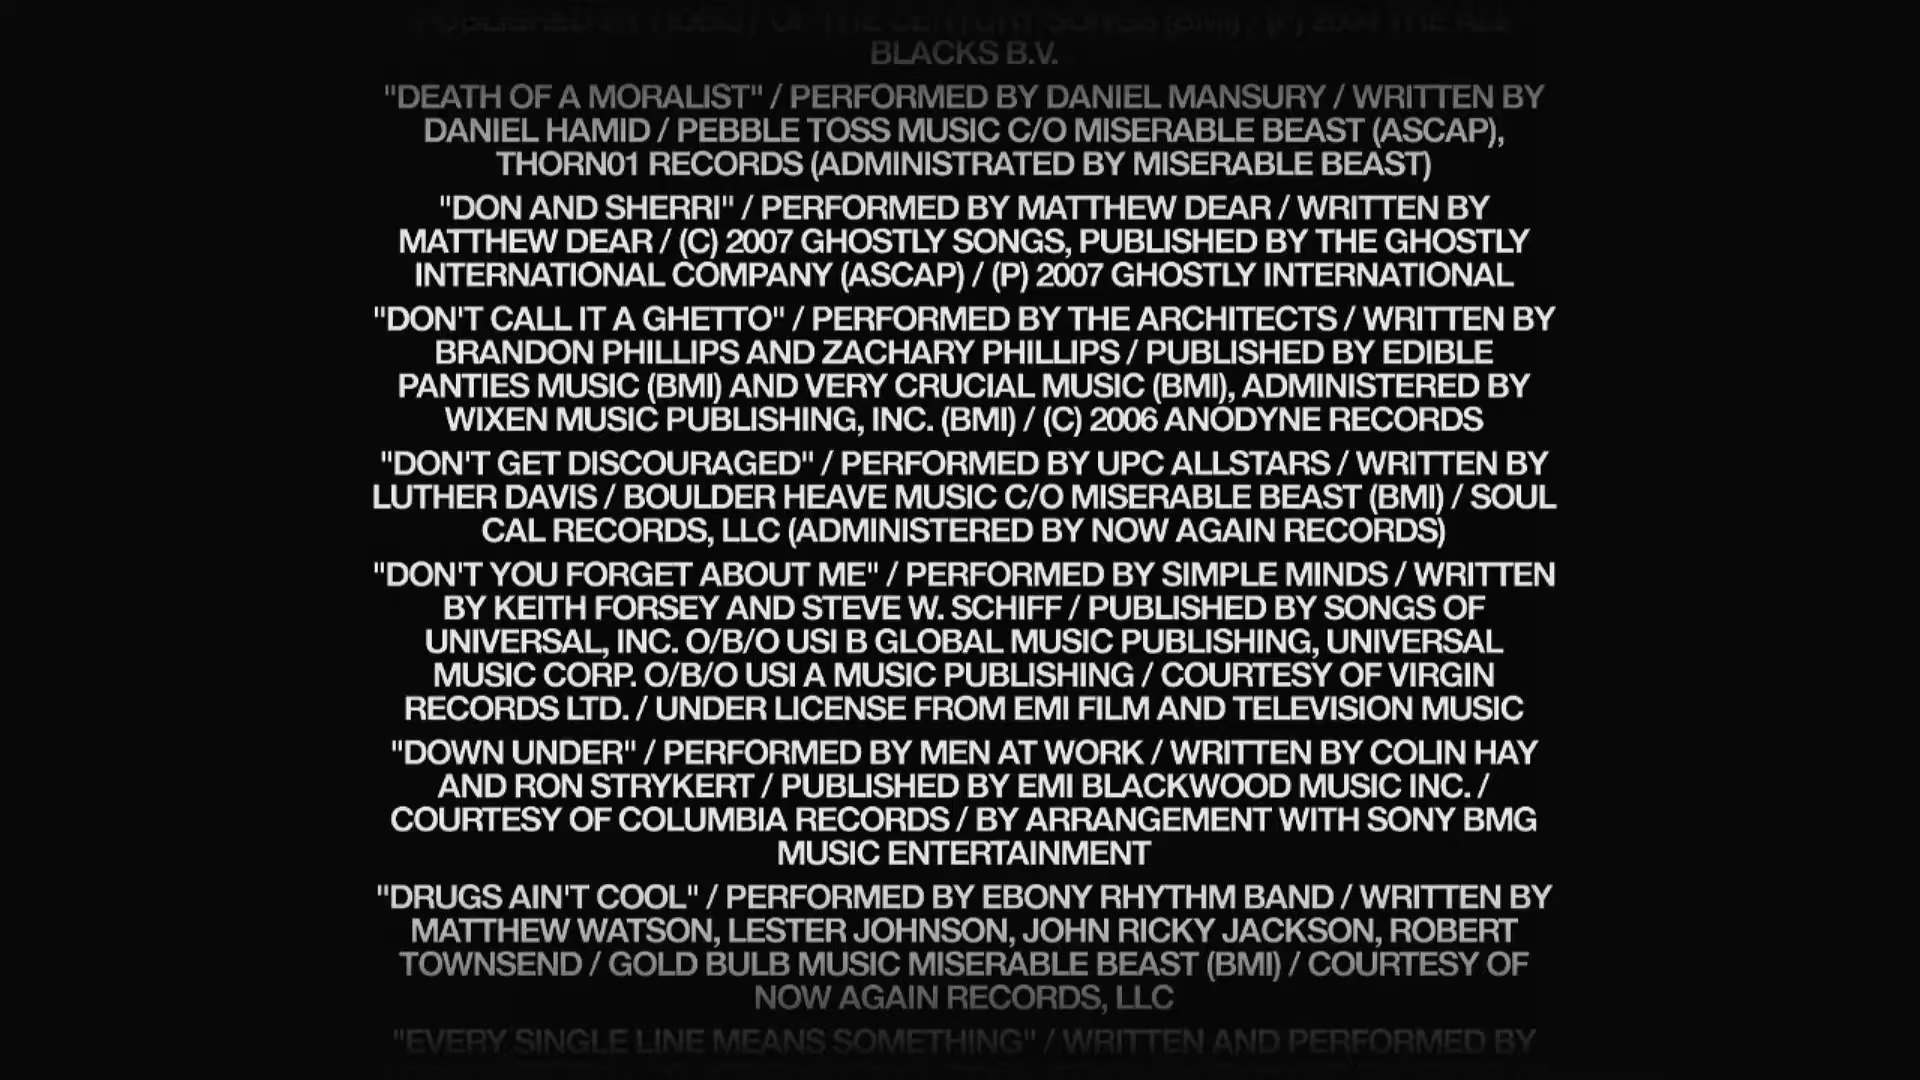 PUBLISHED BY ROBOT OF THE CENTURY SONGS (BMI) / (P) 2004 THE ALL
BLACKS B.V.
"DEATH OF A MORALIST" / PERFORMED BY DANIEL MANSURY / WRITTEN BY
DANIEL HAMID / PEBBLE TOSS MUSIC C/O MISERABLE BEAST (ASCAP),
THORN01 RECORDS (ADMINISTRATED BY MISERABLE BEAST)
"DON AND SHERRI" / PERFORMED BY MATTHEW DEAR / WRITTEN BY
MATTHEW DEAR / (C) 2007 GHOSTLY SONGS, PUBLISHED BY THE GHOSTLY
INTERNATIONAL COMPANY (ASCAP) / (P) 2007 GHOSTLY INTERNATIONAL
"DON'T CALL IT A GHETTO" / PERFORMED BY THE ARCHITECTS / WRITTEN BY
BRANDON PHILLIPS AND ZACHARY PHILLIPS / PUBLISHED BY EDIBLE
PANTIES MUSIC (BMI) AND VERY CRUCIAL MUSIC (BMI), ADMINISTERED BY
WIXEN MUSIC PUBLISHING, INC. (BMI) / (C) 2006 ANODYNE RECORDS
"DON'T GET DISCOURAGED" / PERFORMED BY UPC ALLSTARS / WRITTEN BY
LUTHER DAVIS / BOULDER HEAVE MUSIC C/O MISERABLE BEAST (BMI) / SOUL
CAL RECORDS, LLC (ADMINISTERED BY NOW AGAIN RECORDS)
"DON'T YOU FORGET ABOUT ME" / PERFORMED BY SIMPLE MINDS / WRITTEN
BY KEITH FORSEY AND STEVE W. SCHIFF / PUBLISHED BY SONGS OF
UNIVERSAL, INC. O/B/O USI B GLOBAL MUSIC PUBLISHING, UNIVERSAL
MUSIC CORP. O/B/O USI A MUSIC PUBLISHING / COURTESY OF VIRGIN
RECORDS LTD. / UNDER LICENSE FROM EMI FILM AND TELEVISION MUSIC
"DOWN UNDER" / PERFORMED BY MEN AT WORK / WRITTEN BY COLIN HAY
AND RON STRYKERT / PUBLISHED BY EMI BLACKWOOD MUSIC INC. /
COURTESY OF COLUMBIA RECORDS / BY ARRANGEMENT WITH SONY BMG
MUSIC ENTERTAINMENT
"DRUGS AIN'T COOL" / PERFORMED BY EBONY RHYTHM BAND / WRITTEN BY
MATTHEW WATSON, LESTER JOHNSON, JOHN RICKY JACKSON, ROBERT
TOWNSEND / GOLD BULB MUSIC MISERABLE BEAST (BMI) / COURTESY OF
NOW AGAIN RECORDS, LLC
"EVERY SINGLE LINE MEANS SOMETHING" / WRITTEN AND PERFORMED BY